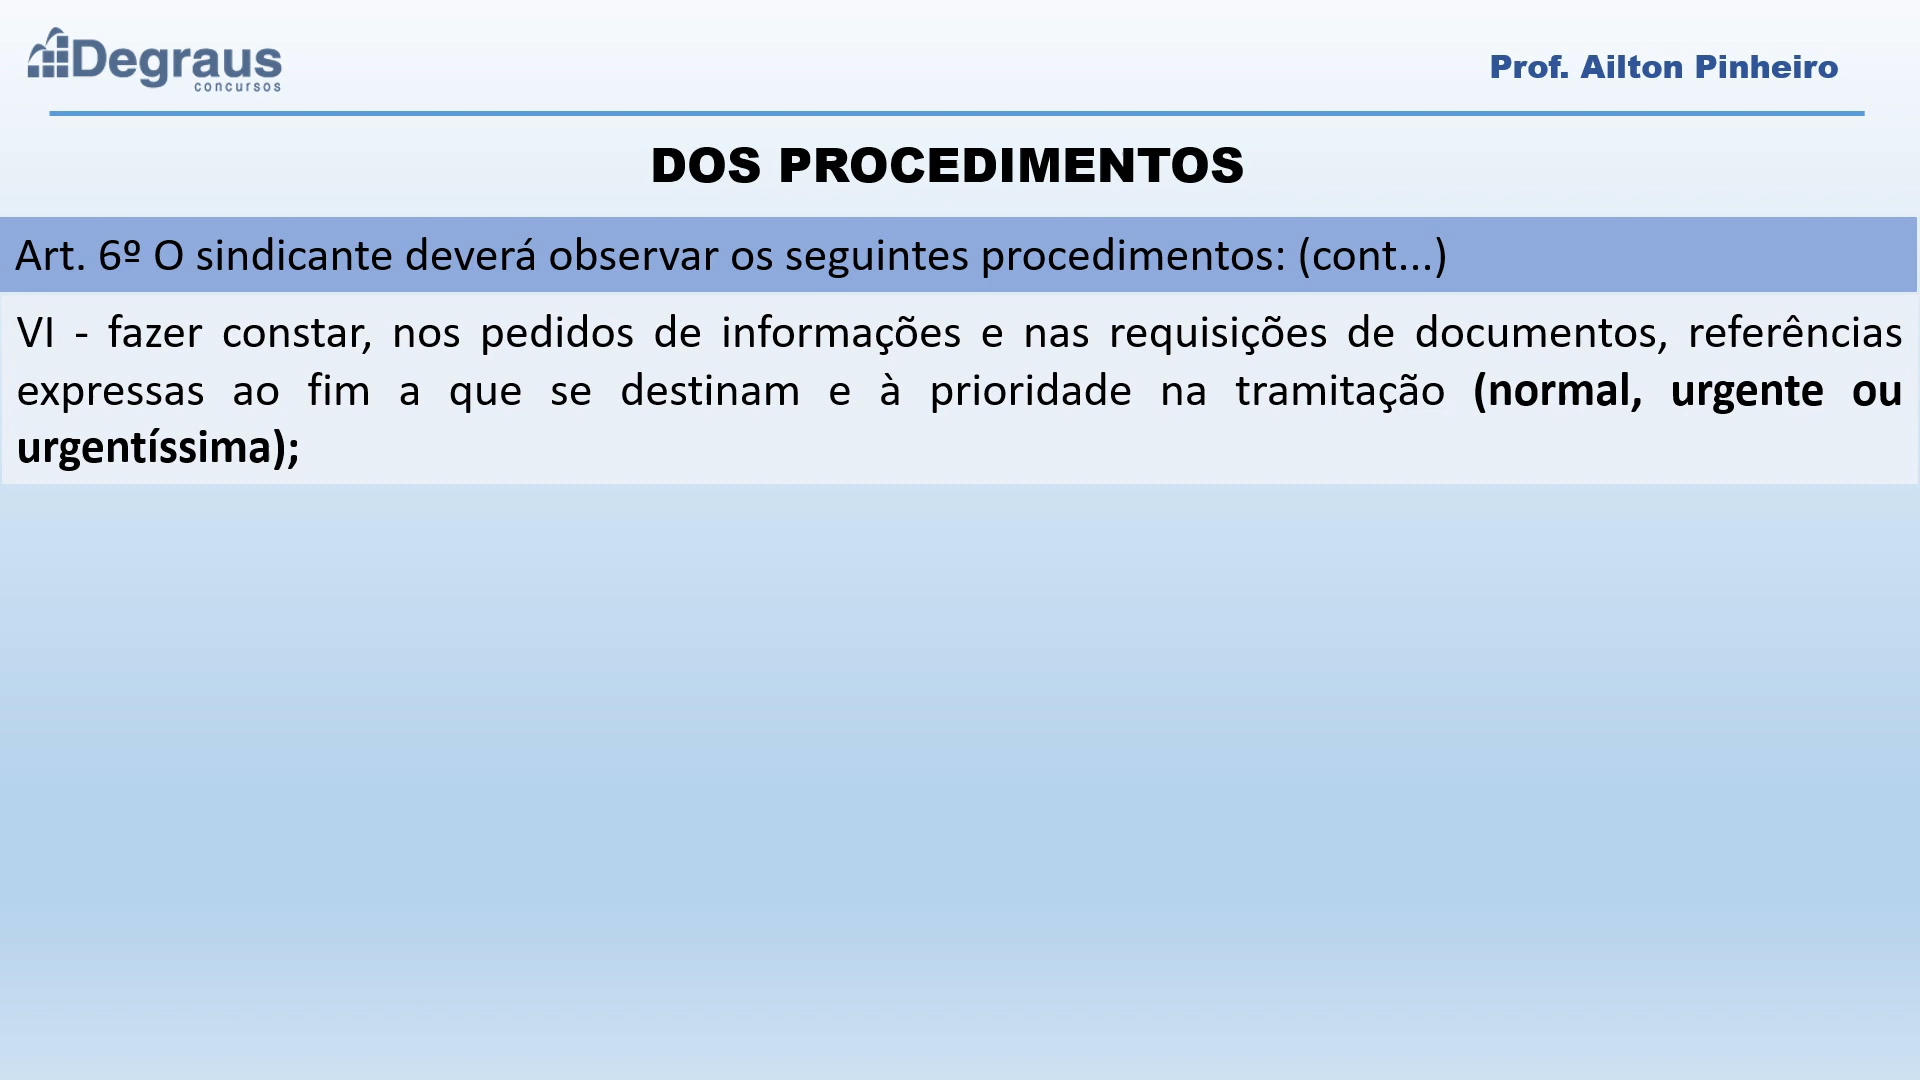 Degraus
concursos
Prof. Ailton Pinheiro
DOS PROCEDIMENTOS
Art. 6º O sindicante deverá observar os seguintes procedimentos: (cont...)
VI - fazer constar, nos pedidos de informações e nas requisições de documentos, referências
expressas ao fim a que se destinam e à prioridade na tramitação (normal, urgente ou
urgentíssima);